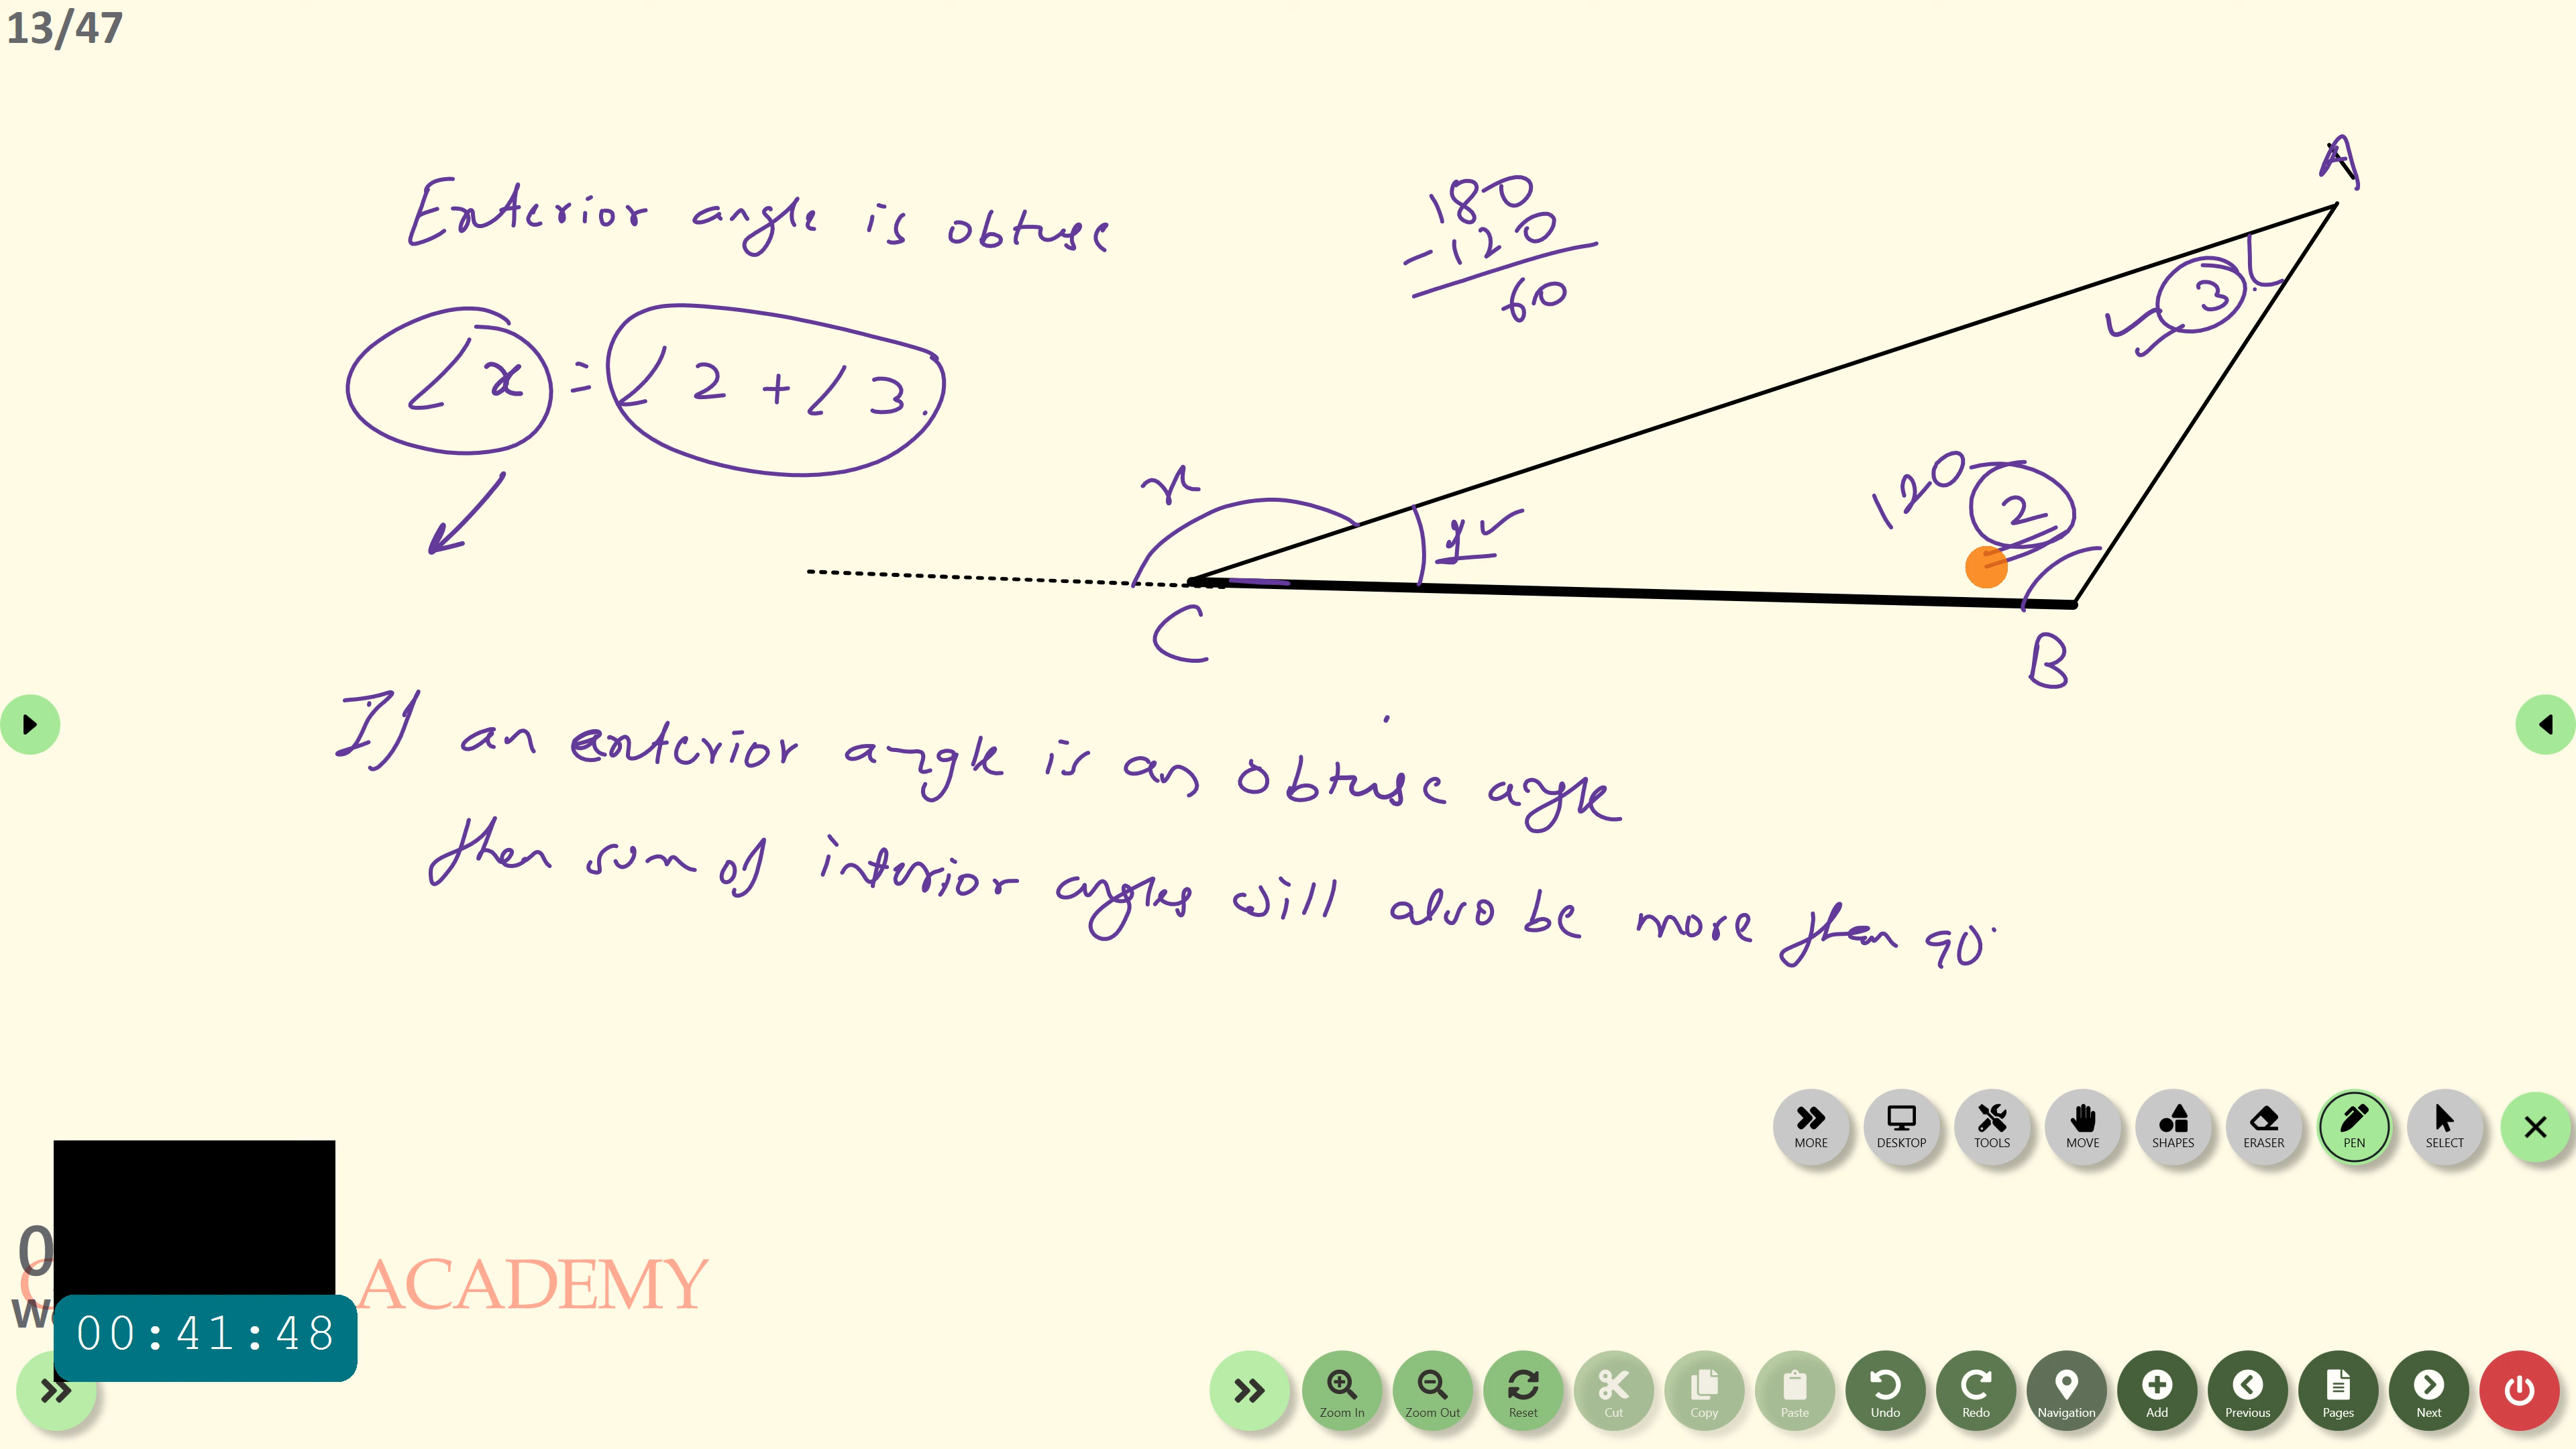 13/47
Exterior angle is obtuse
180
-120
60
A
3
∠x = ∠2 + ∠3.
x
1
120
2
C
B
If an exterior angle is an obtuse angle
then sum of interior angles will also be more than 90°
MORE
DESKTOP
TOOLS
MOVE
SHAPES
ERASER
PEN
SELECT
ACADEMY
00:41:48
Zoom In
Zoom Out
Reset
Cut
Copy
Paste
Undo
Redo
Navigation
Add
Previous
Pages
Next